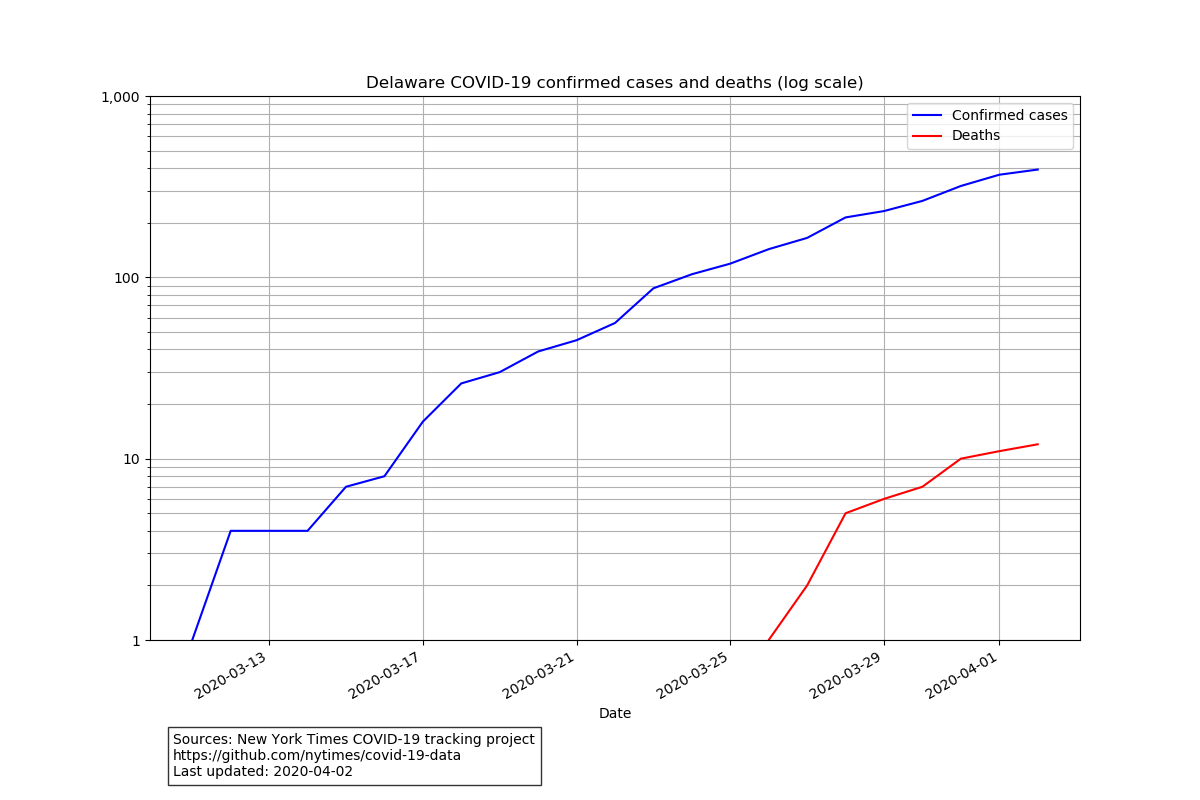 Delaware COVID-19 confirmed cases and deaths (log scale)
1,000
100
10
1
Confirmed cases
Deaths
2020-03-13
2020-03-17
2020-03-21
2020-03-25
2020-03-29
2020-04-01
Date
Sources: New York Times COVID-19 tracking project
https://github.com/nytimes/covid-19-data
Last updated: 2020-04-02